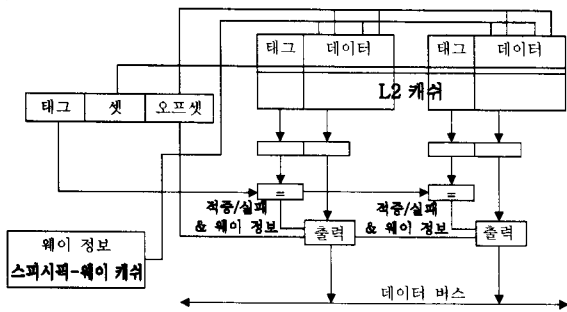 태그 데이터 태그 데이터
L2 캐쉬
태그 셋 오프셋
= =
적중/실패 적중/실패
& 웨이 정보 & 웨이 정보
출력 출력
웨이 정보
스피시픽-웨이 캐쉬
데이터 버스